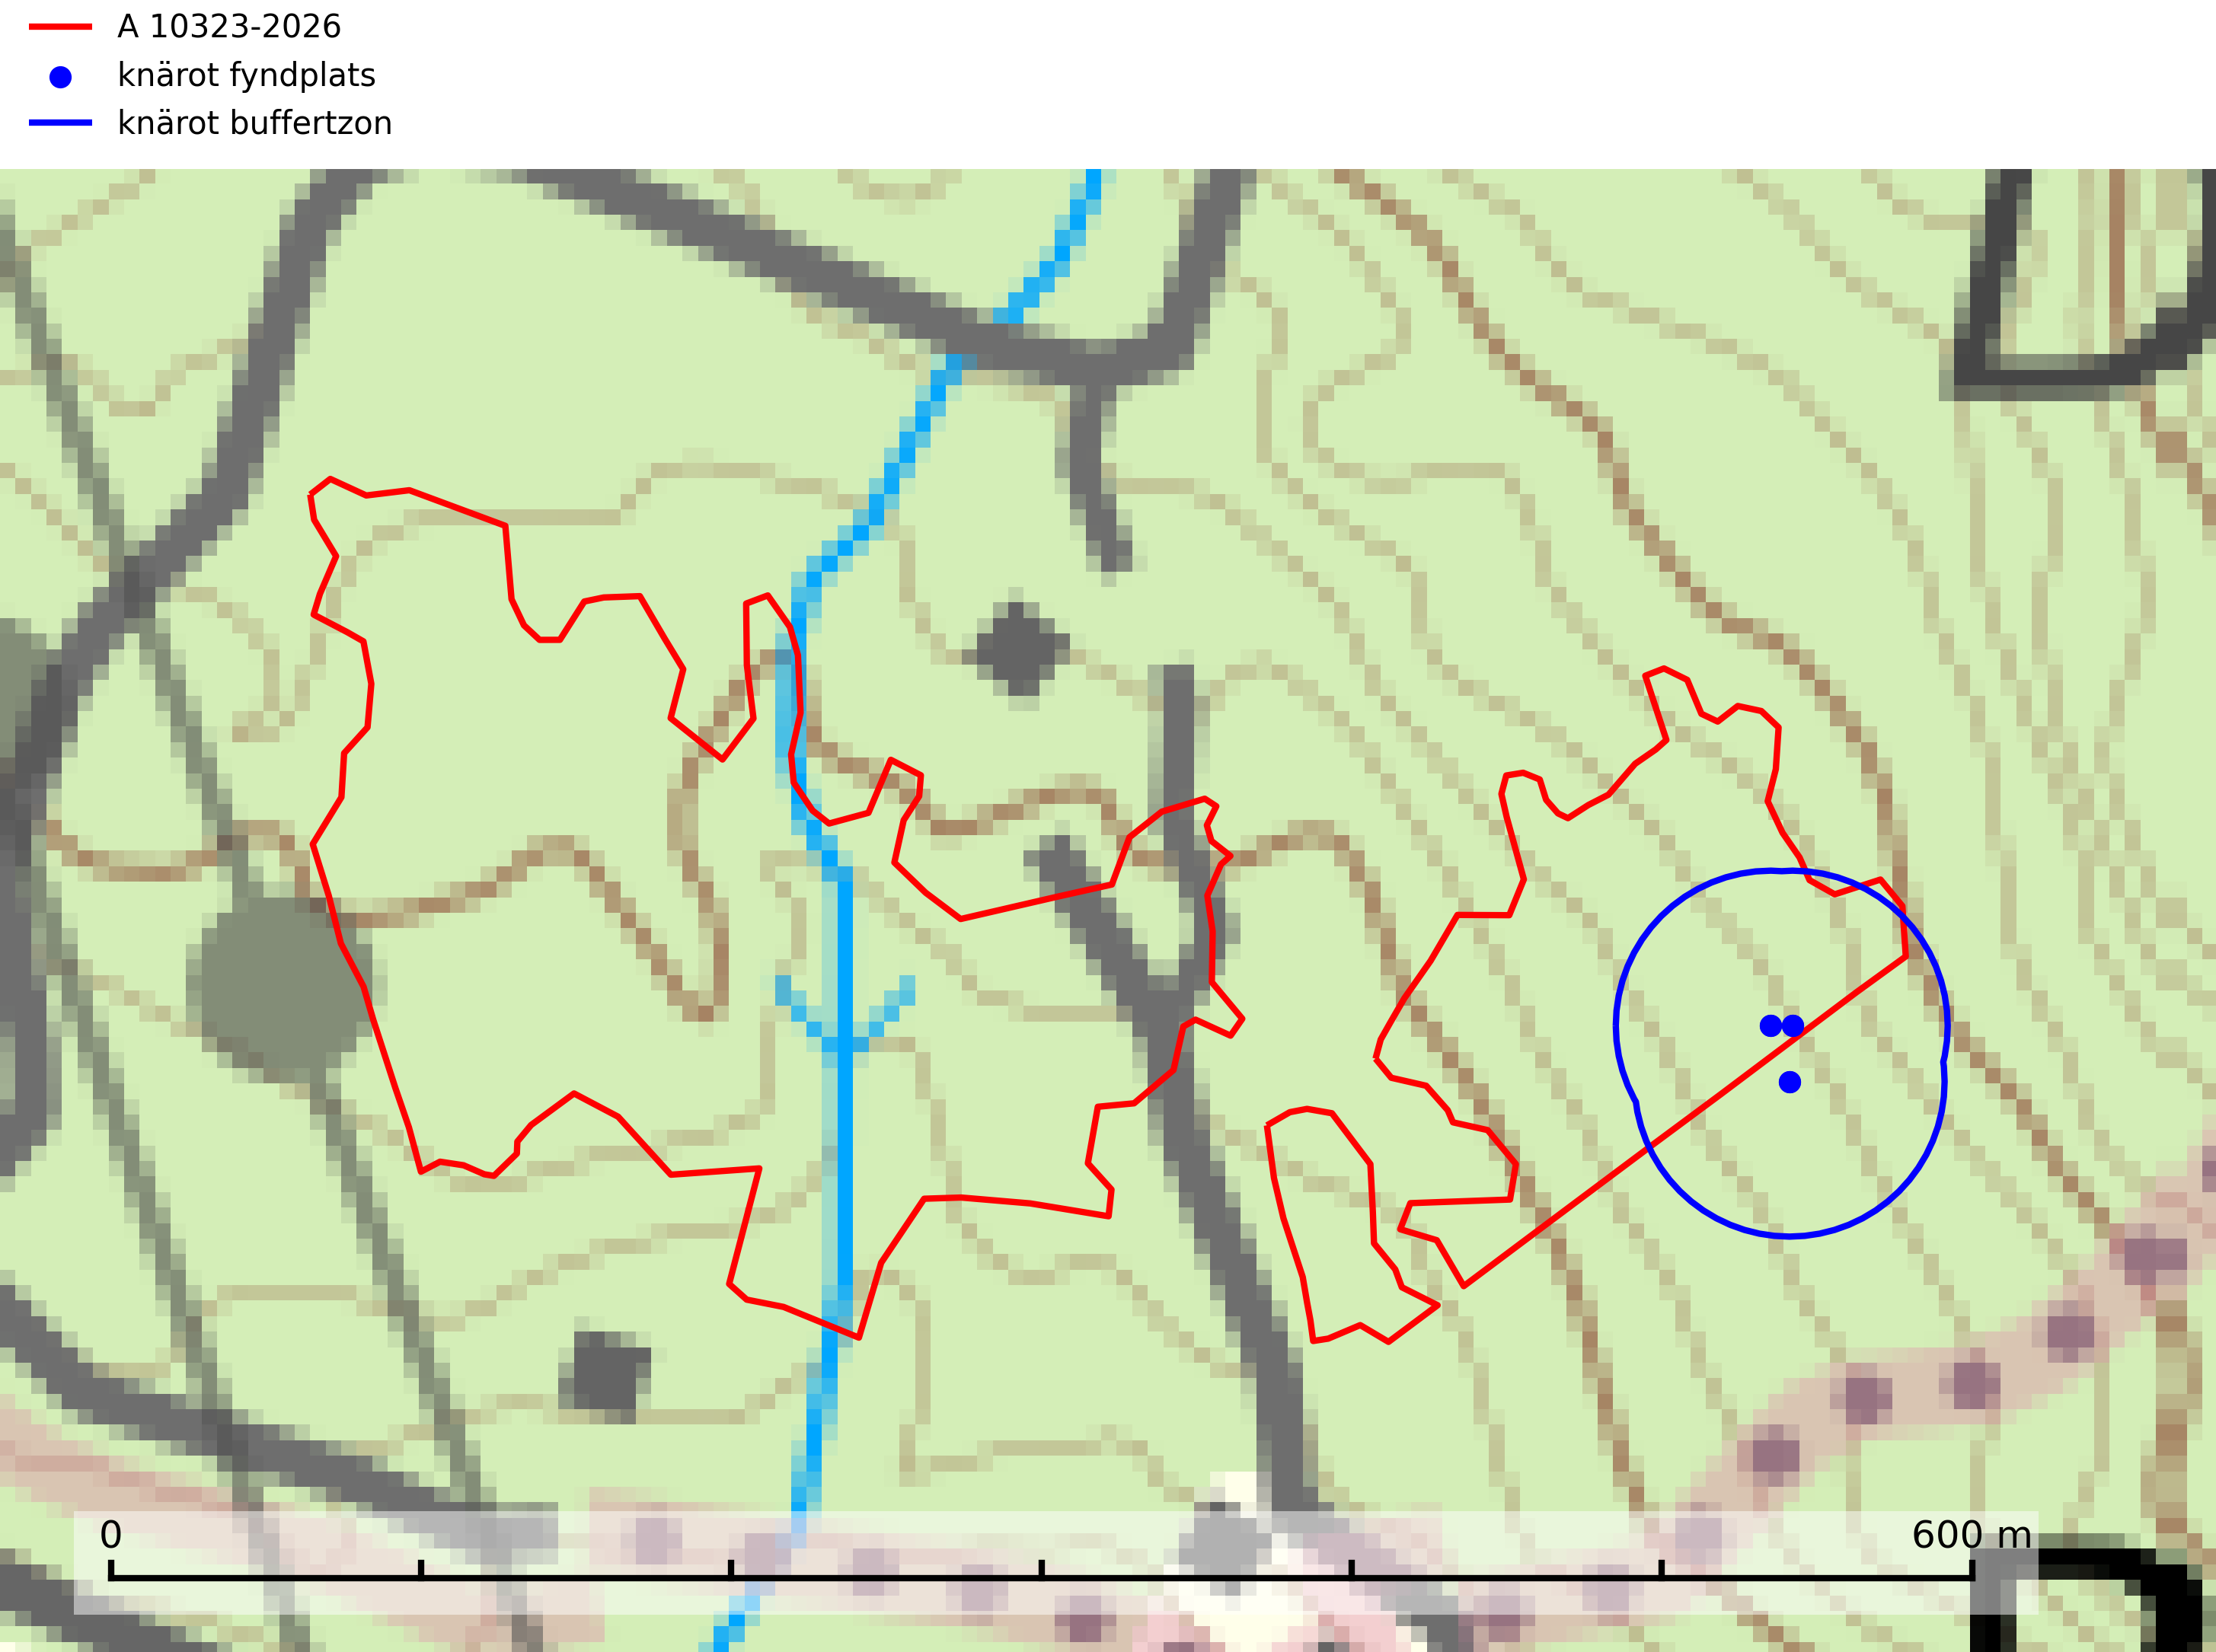 A 10323-2026
knärot fyndplats
knärot buffertzon
0
600 m